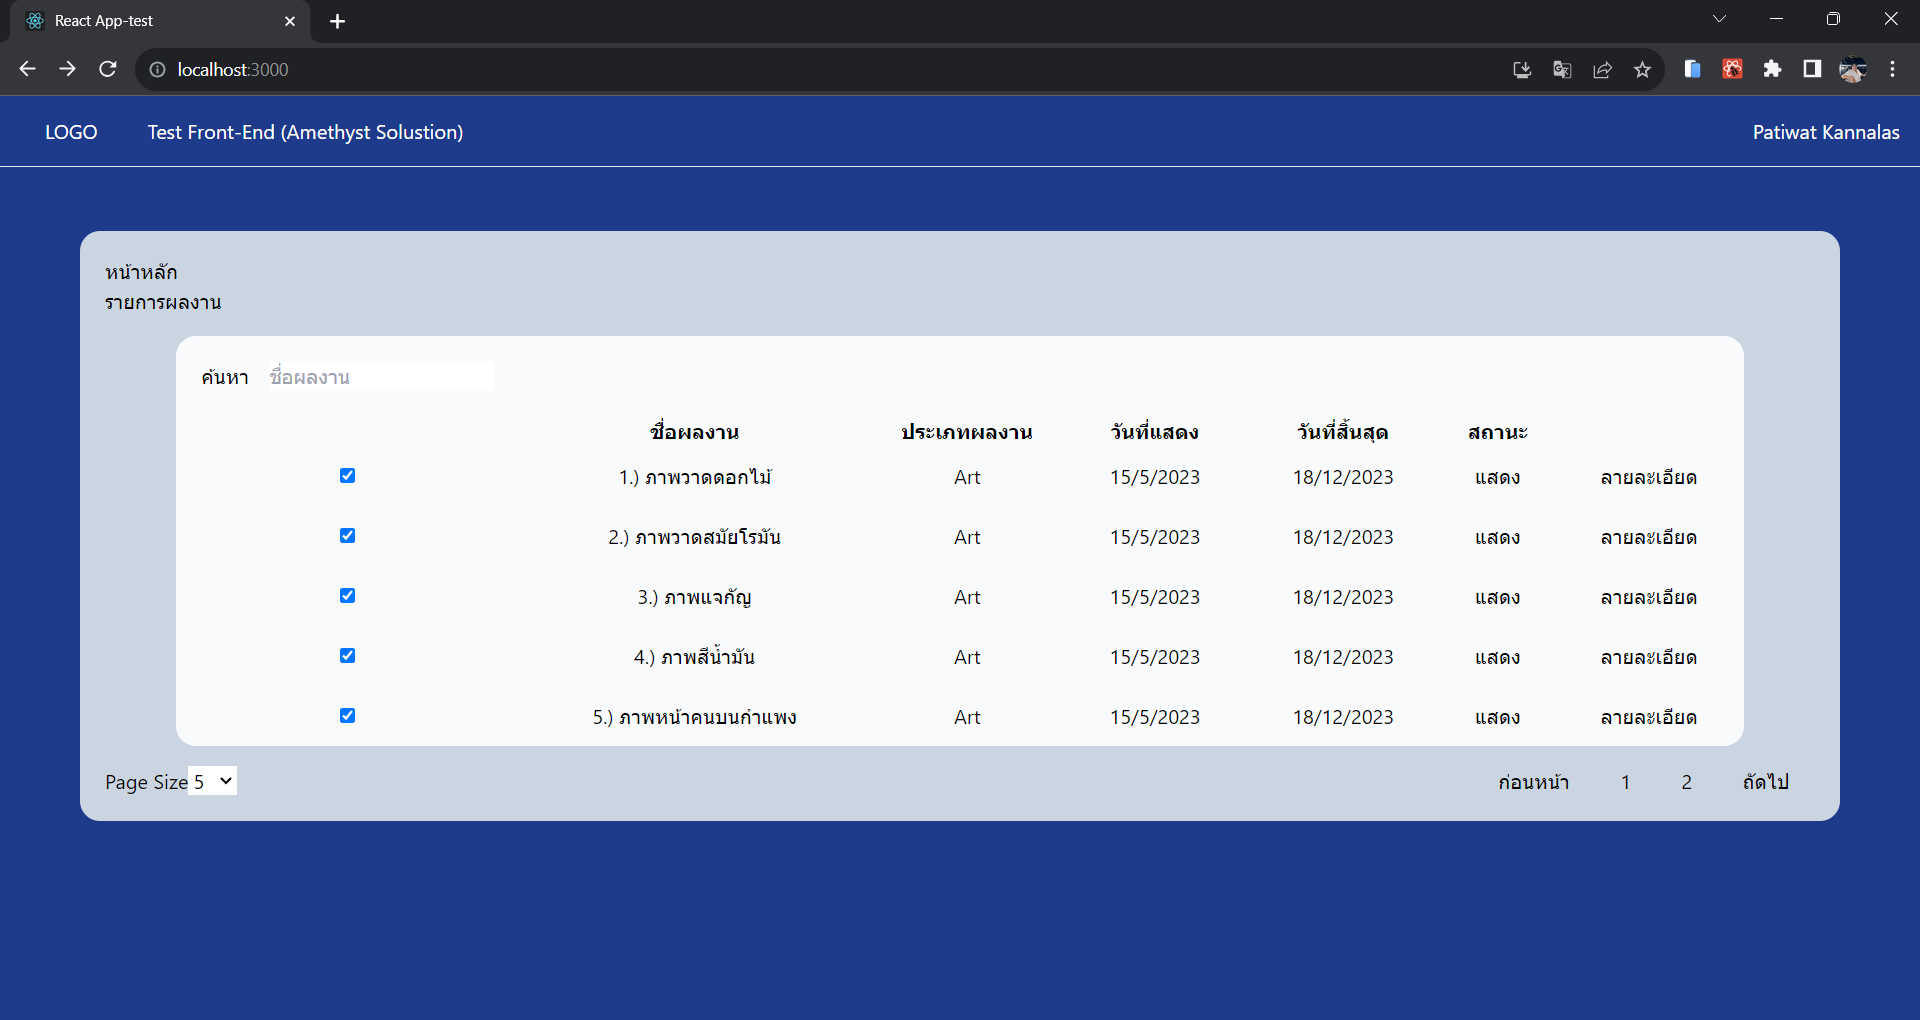 React App-test
localhost:3000
LOGO Test Front-End (Amethyst Solustion) Patiwat Kannalas
หน้าหลัก
รายการผลงาน
ค้นหา ชื่อผลงาน
ชื่อผลงาน ประเภทผลงาน วันที่แสดง วันที่สิ้นสุด สถานะ
1.) ภาพวาดดอกไม้ Art 15/5/2023 18/12/2023 แสดง ลายละเอียด
2.) ภาพวาดสมัยโรมัน Art 15/5/2023 18/12/2023 แสดง ลายละเอียด
3.) ภาพแจกัญ Art 15/5/2023 18/12/2023 แสดง ลายละเอียด
4.) ภาพสีน้ำมัน Art 15/5/2023 18/12/2023 แสดง ลายละเอียด
5.) ภาพหน้าคนบนกำแพง Art 15/5/2023 18/12/2023 แสดง ลายละเอียด
Page Size 5 ก่อนหน้า 1 2 ถัดไป